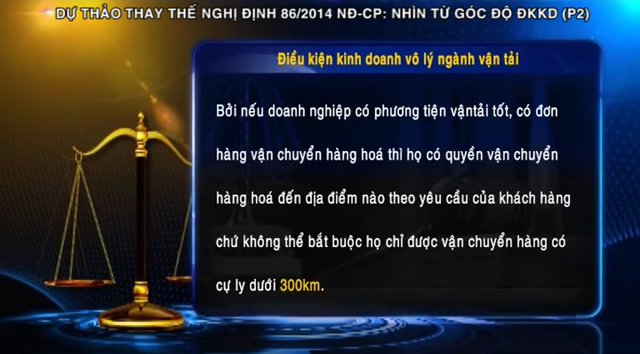 DỰ THẢO THAY THẾ NGHỊ ĐỊNH 86/2014 NĐ-CP: NHÌN TỪ GÓC ĐỘ ĐKKD (P2)
Điều kiện kinh doanh vô lý ngành vận tải
Bởi nếu doanh nghiệp có phương tiện vậntải tốt, có đơn
hàng vận chuyển hàng hoá thì họ có quyền vận chuyển
hàng hoá đến địa điểm nào theo yêu cầu của khách hàng
chứ không thể bắt buộc họ chỉ được vận chuyển hàng có
cự ly dưới 300km.